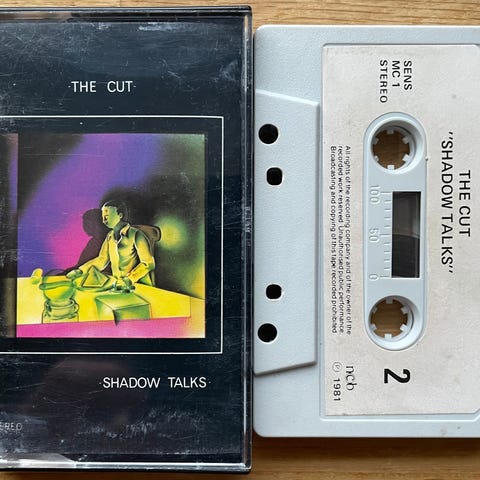 THE CUT
SHADOW TALKS
SENS
MC 1
STEREO
THE CUT
"SHADOW TALKS"
100 50 0
All rights of the recording company and of the owner of the
recorded work reserved Unauthorised public performance.
Broadcasting and copying of this tape recorded prohibited
ncb
Ⓟ 1981
2